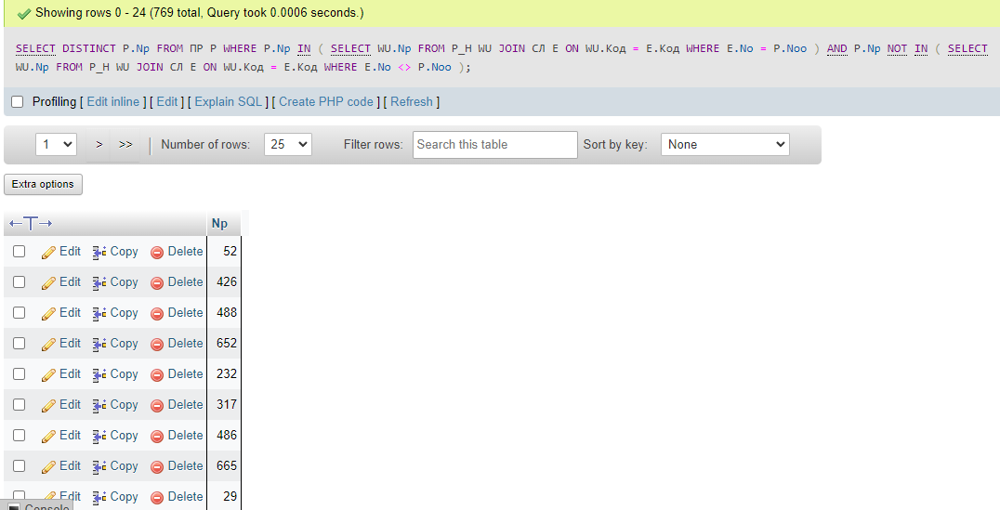 Showing rows 0 - 24 (769 total, Query took 0.0006 seconds.)
SELECT DISTINCT P.Np FROM ПР P WHERE P.Np IN ( SELECT WU.Np FROM P_H WU JOIN СЛ E ON WU.Код = E.Код WHERE E.No = P.Noo ) AND P.Np NOT IN ( SELECT
WU.Np FROM P_H WU JOIN СЛ E ON WU.Код = E.Код WHERE E.No <> P.Noo );
Profiling [ Edit inline ] [ Edit ] [ Explain SQL ] [ Create PHP code ] [ Refresh ]
1 > >> | Number of rows: 25 Filter rows: Search this table Sort by key: None
Extra options
←T→ Np
Edit Copy Delete 52
Edit Copy Delete 426
Edit Copy Delete 488
Edit Copy Delete 652
Edit Copy Delete 232
Edit Copy Delete 317
Edit Copy Delete 486
Edit Copy Delete 665
Edit Copy Delete 29
Console